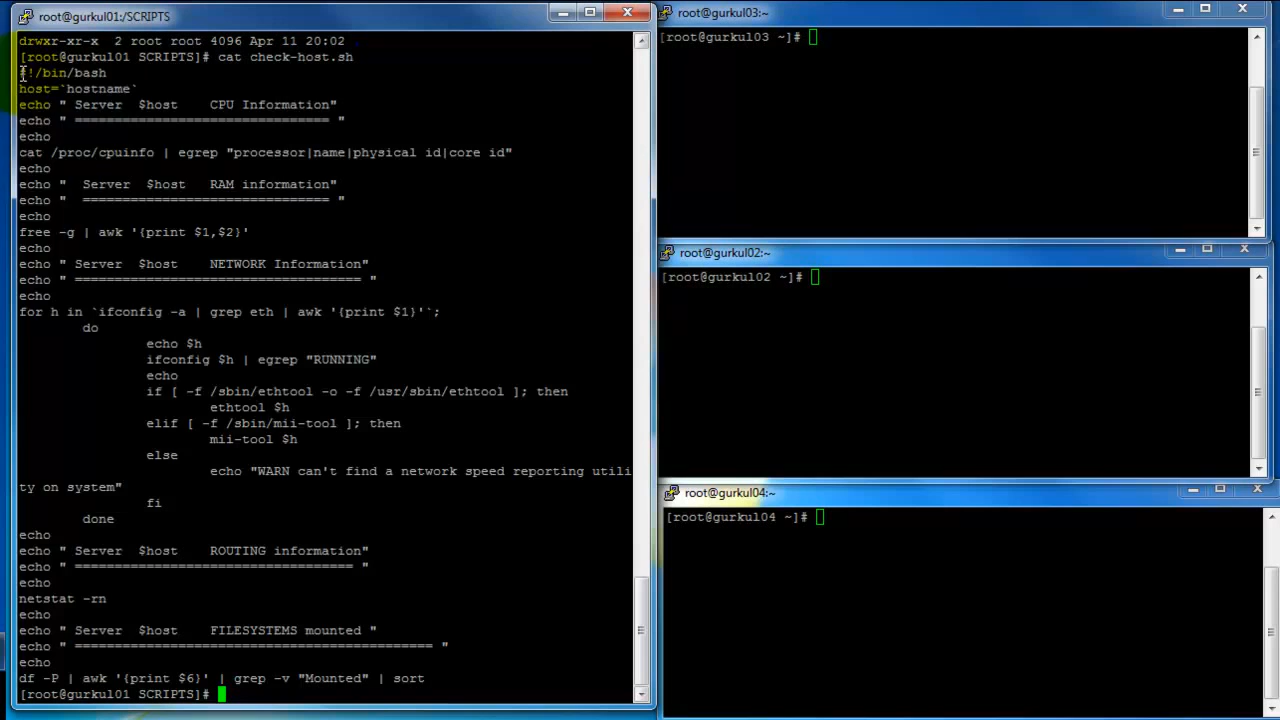 root@gurkul01:/SCRIPTS
drwxr-xr-x  2 root root 4096 Apr 11 20:02
[root@gurkul01 SCRIPTS]# cat check-host.sh
#!/bin/bash
host=`hostname`
echo " Server  $host    CPU Information"
echo " ================================ "
echo
cat /proc/cpuinfo | egrep "processor|name|physical id|core id"
echo
echo "  Server  $host    RAM information"
echo "  =============================== "
echo
free -g | awk '{print $1,$2}'
echo
echo " Server  $host    NETWORK Information"
echo " ==================================== "
echo
for h in `ifconfig -a | grep eth | awk '{print $1}'`;
        do
                echo $h
                ifconfig $h | egrep "RUNNING"
                echo
                if [ -f /sbin/ethtool -o -f /usr/sbin/ethtool ]; then
                        ethtool $h
                elif [ -f /sbin/mii-tool ]; then
                        mii-tool $h
                else
                        echo "WARN can't find a network speed reporting utili
ty on system"
                fi
        done
echo
echo " Server  $host    ROUTING information"
echo " =================================== "
echo
netstat -rn
echo
echo " Server  $host    FILESYSTEMS mounted "
echo " ============================================= "
echo
df -P | awk '{print $6}' | grep -v "Mounted" | sort
[root@gurkul01 SCRIPTS]#
root@gurkul03:~
[root@gurkul03 ~]#
root@gurkul02:~
[root@gurkul02 ~]#
root@gurkul04:~
[root@gurkul04 ~]#